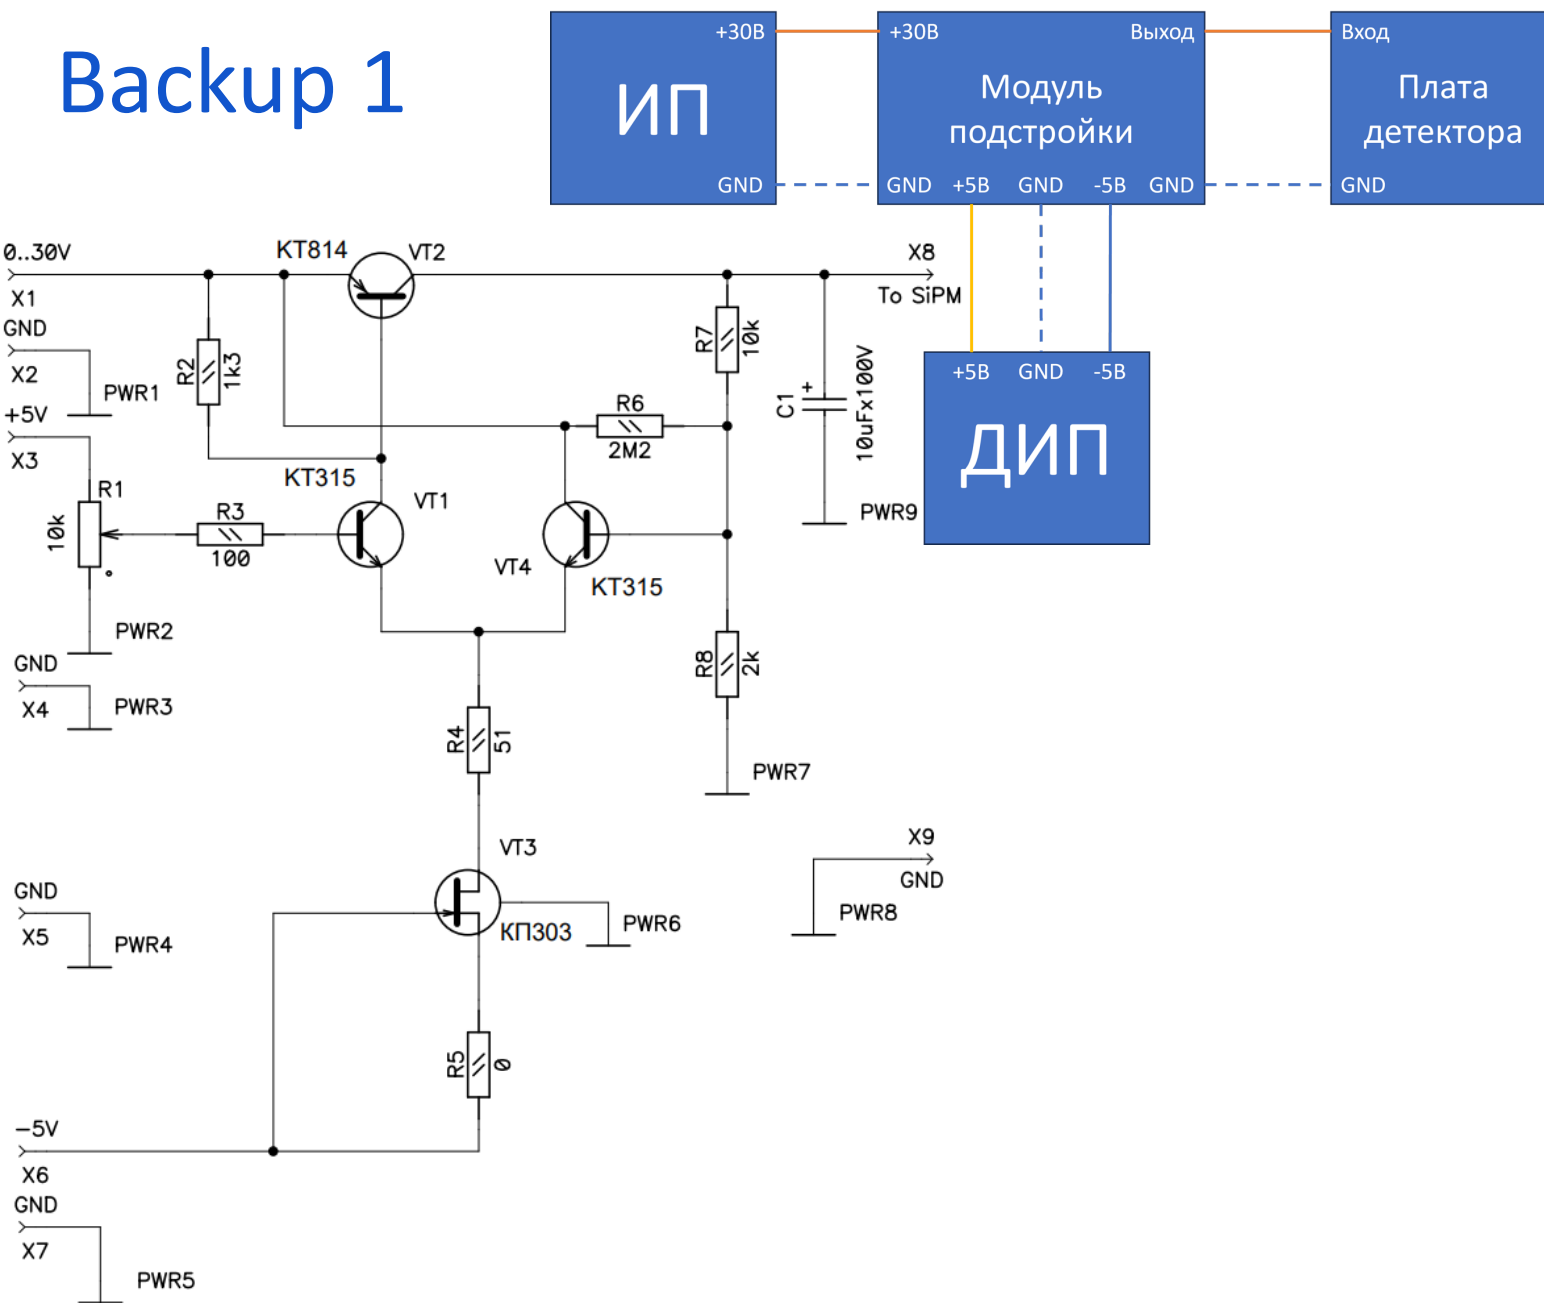 Backup 1
+30В
ИП
GND
+30В
Выход
Модуль
подстройки
GND +5В GND -5В GND
Вход
Плата
детектора
GND
+5В GND -5В
ДИП
0..30V
X1
GND
X2
PWR1
+5V
X3
R1
10k
PWR2
GND
X4
PWR3
R2
1k3
КТ814
VT2
КТ315
VT1
R3
100
R6
2M2
VT4
КТ315
R7
10k
C1
+
10uFx100V
PWR9
X8
To SiPM
R8
2k
PWR7
R4
51
VT3
КП303
PWR6
X9
GND
PWR8
GND
X5
PWR4
R5
0
-5V
X6
GND
X7
PWR5